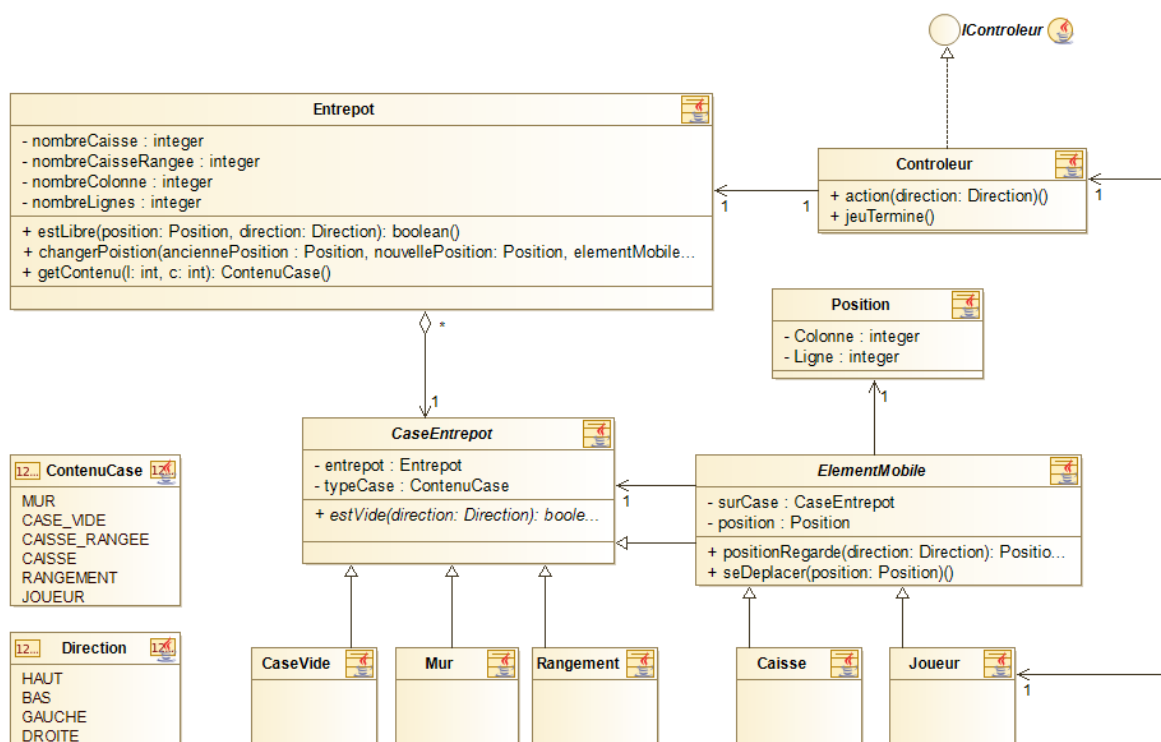 IControleur
Entrepot
- nombreCaisse : integer
- nombreCaisseRangee : integer
- nombreColonne : integer
- nombreLignes : integer
+ estLibre(position: Position, direction: Direction): boolean()
+ changerPoistion(anciennePosition : Position, nouvellePosition: Position, elementMobile...
+ getContenu(l: int, c: int): ContenuCase()
Controleur
+ action(direction: Direction)()
+ jeuTermine()
1
1
1
Position
- Colonne : integer
- Ligne : integer
*
1
1
CaseEntrepot
- entrepot : Entrepot
- typeCase : ContenuCase
+ estVide(direction: Direction): boole...
1
ElementMobile
- surCase : CaseEntrepot
- position : Position
+ positionRegarde(direction: Direction): Positio...
+ seDeplacer(position: Position)()
12... ContenuCase 12...
MUR
CASE_VIDE
CAISSE_RANGEE
CAISSE
RANGEMENT
JOUEUR
12... Direction 12...
HAUT
BAS
GAUCHE
DROITE
CaseVide
Mur
Rangement
Caisse
Joueur
1